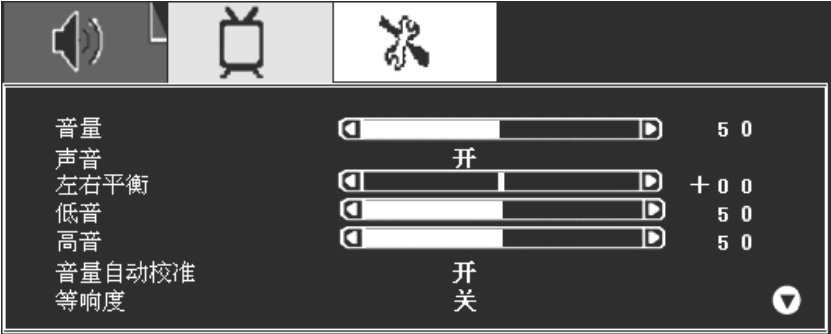 音量 50
声音 开
左右平衡 +00
低音 50
高音 50
音量自动校准 开
等响度 关